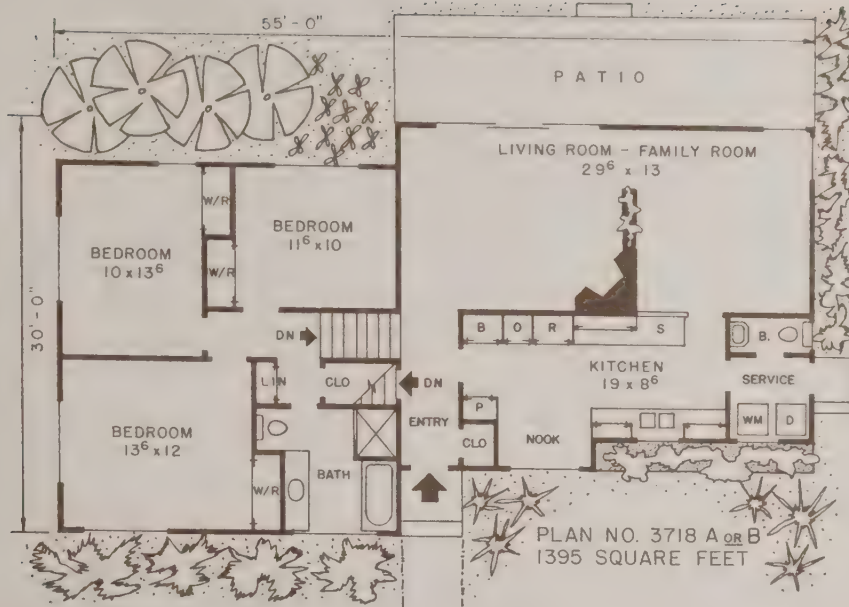 55'-0"
PATIO
LIVING ROOM - FAMILY ROOM
29⁶ x 13
W/R
BEDROOM
11⁶ x 10
BEDROOM
10 x 13⁶
W/R
30'-0"
DN
B
O
R
S
B.
KITCHEN
19 x 8⁶
SERVICE
LIN
CLO
DN
P
WM
D
ENTRY
BEDROOM
13⁶ x 12
CLO
NOOK
W/R
BATH
PLAN NO. 3718 A OR B
1395 SQUARE FEET